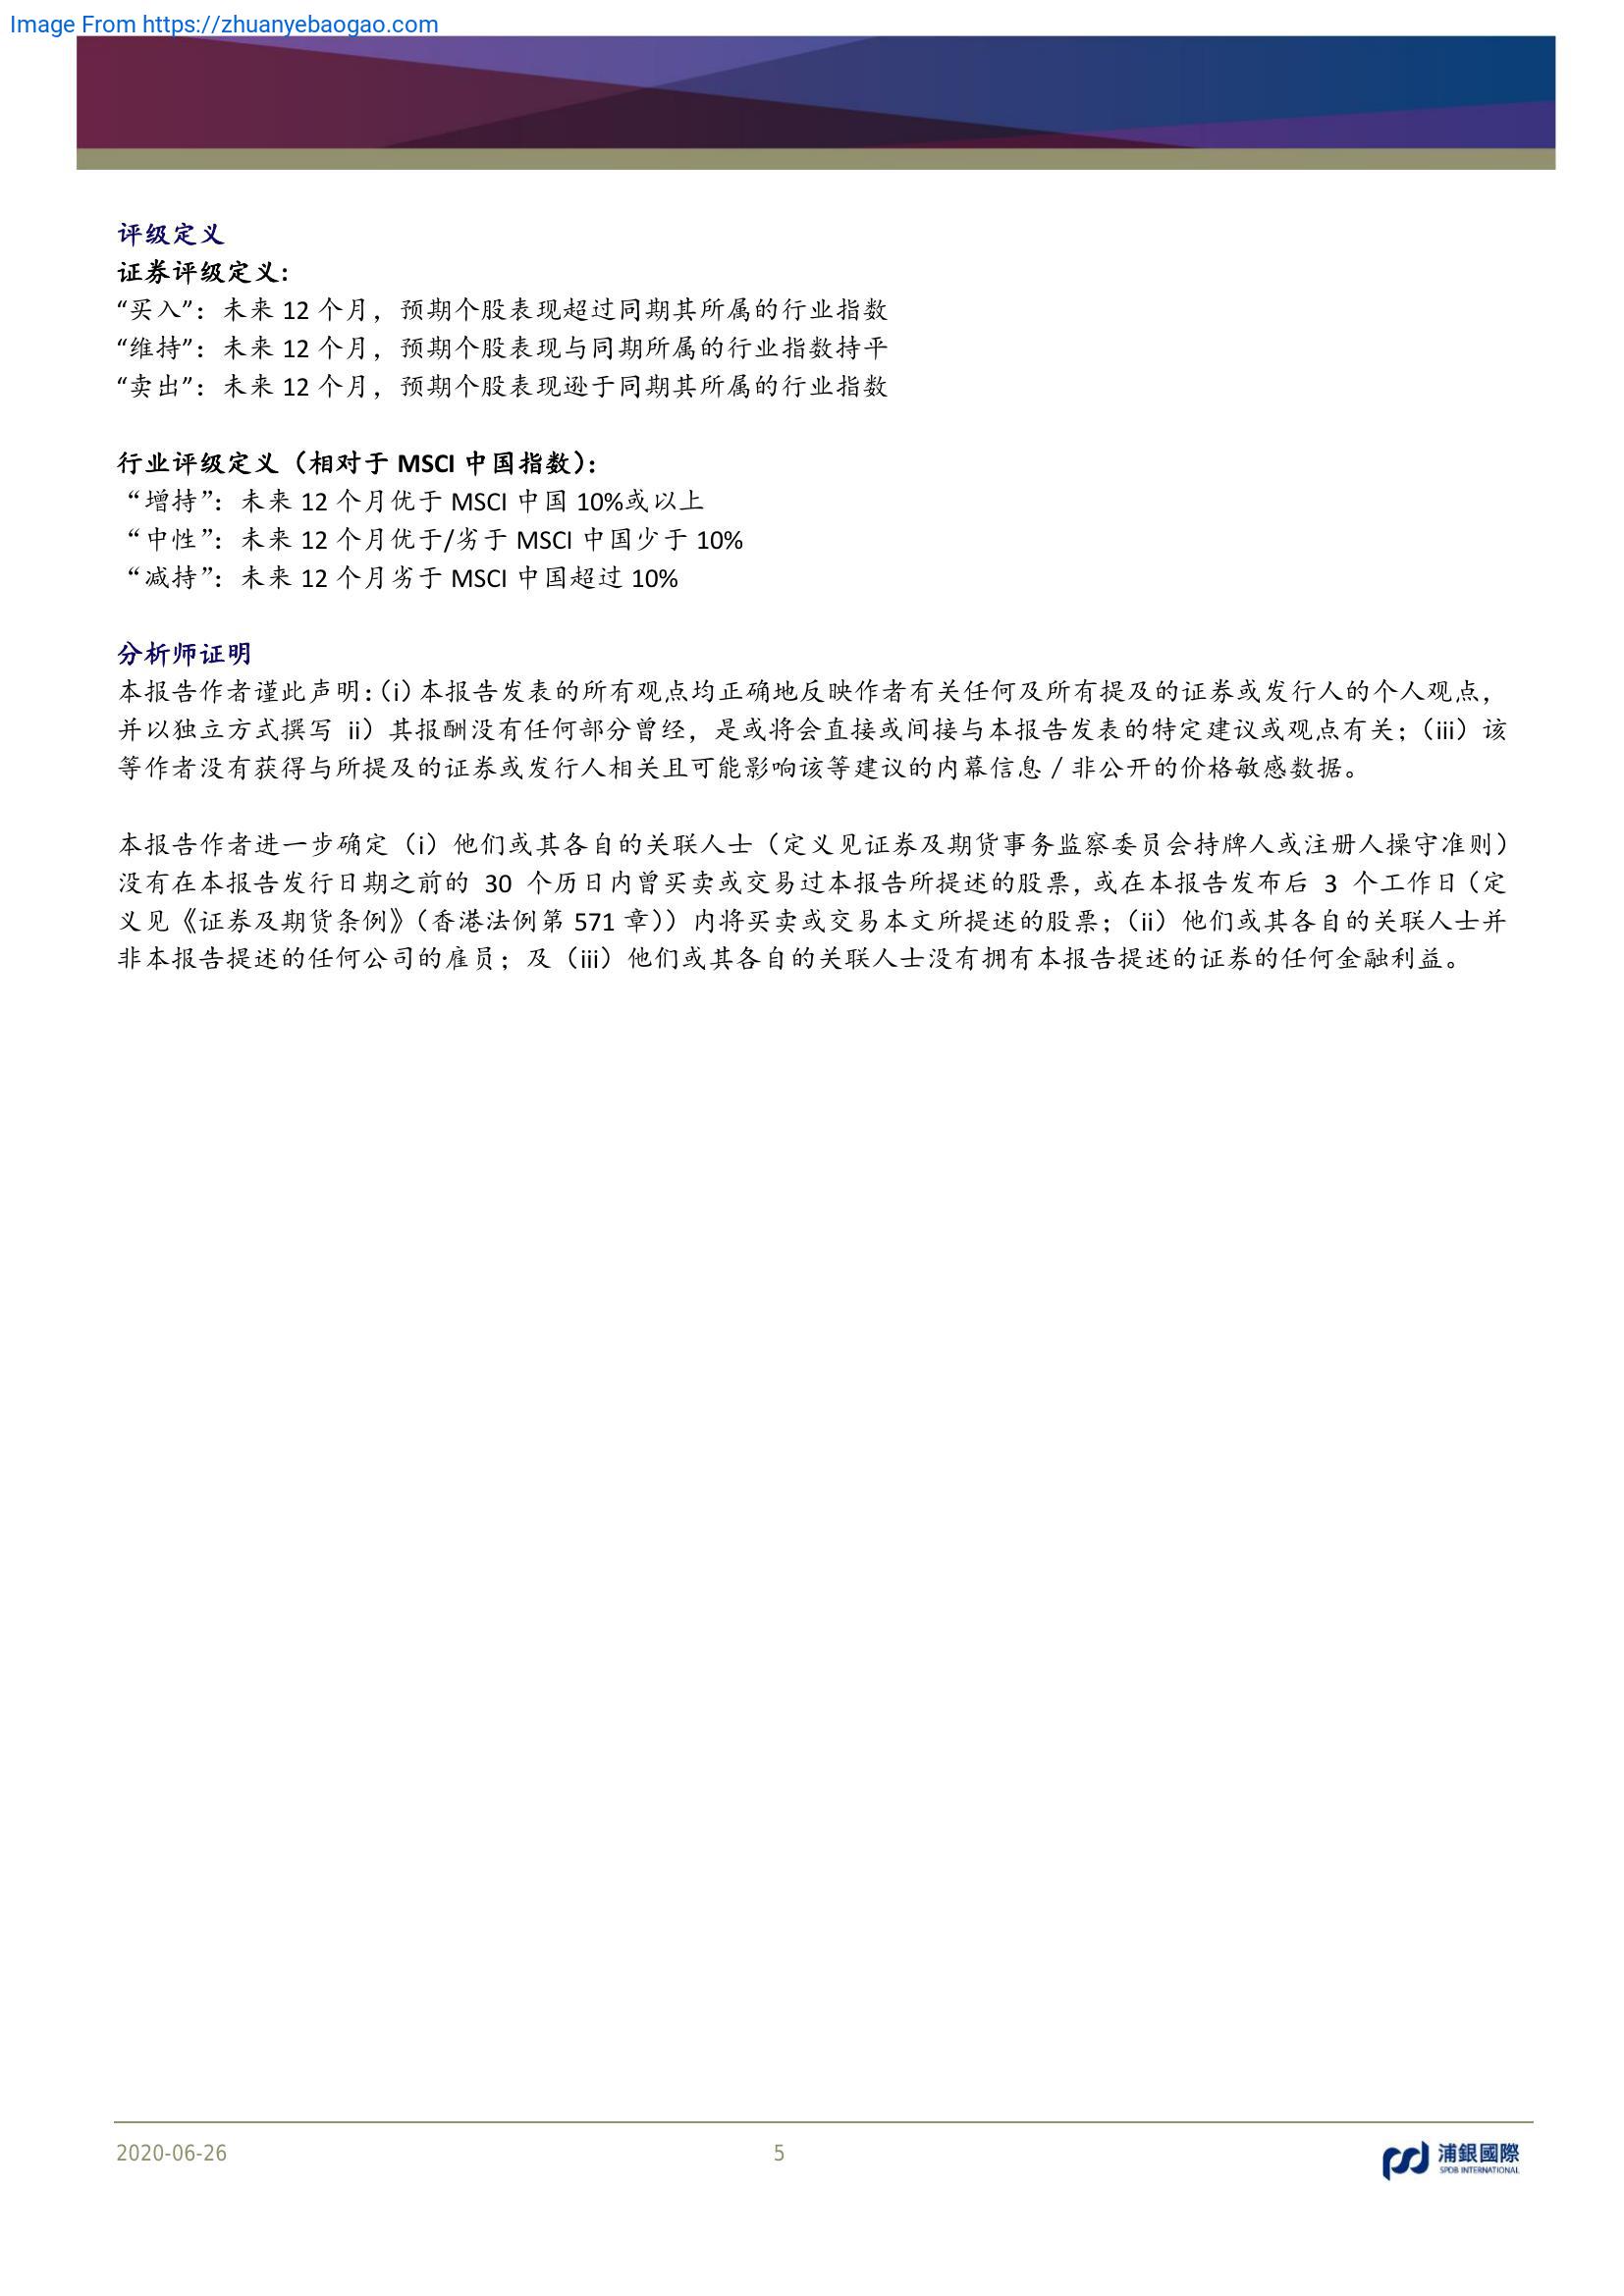 Image From https://zhuanyebaogao.com
评级定义
证券评级定义:
“买入”：未来 12 个月，预期个股表现超过同期其所属的行业指数
“维持”：未来 12 个月，预期个股表现与同期所属的行业指数持平
“卖出”：未来 12 个月，预期个股表现逊于同期其所属的行业指数
行业评级定义（相对于 MSCI 中国指数）：
“增持”：未来 12 个月优于 MSCI 中国 10%或以上
“中性”：未来 12 个月优于/劣于 MSCI 中国少于 10%
“减持”：未来 12 个月劣于 MSCI 中国超过 10%
分析师证明
本报告作者谨此声明：（i）本报告发表的所有观点均正确地反映作者有关任何及所有提及的证券或发行人的个人观点，
并以独立方式撰写 ii）其报酬没有任何部分曾经，是或将会直接或间接与本报告发表的特定建议或观点有关；（iii）该
等作者没有获得与所提及的证券或发行人相关且可能影响该等建议的内幕信息／非公开的价格敏感数据。
本报告作者进一步确定（i）他们或其各自的关联人士（定义见证券及期货事务监察委员会持牌人或注册人操守准则）
没有在本报告发行日期之前的 30 个历日内曾买卖或交易过本报告所提述的股票，或在本报告发布后 3 个工作日（定
义见《证券及期货条例》（香港法例第 571 章））内将买卖或交易本文所提述的股票；（ii）他们或其各自的关联人士并
非本报告提述的任何公司的雇员；及（iii）他们或其各自的关联人士没有拥有本报告提述的证券的任何金融利益。
2020-06-26
5
浦銀國際
SPDB INTERNATIONAL